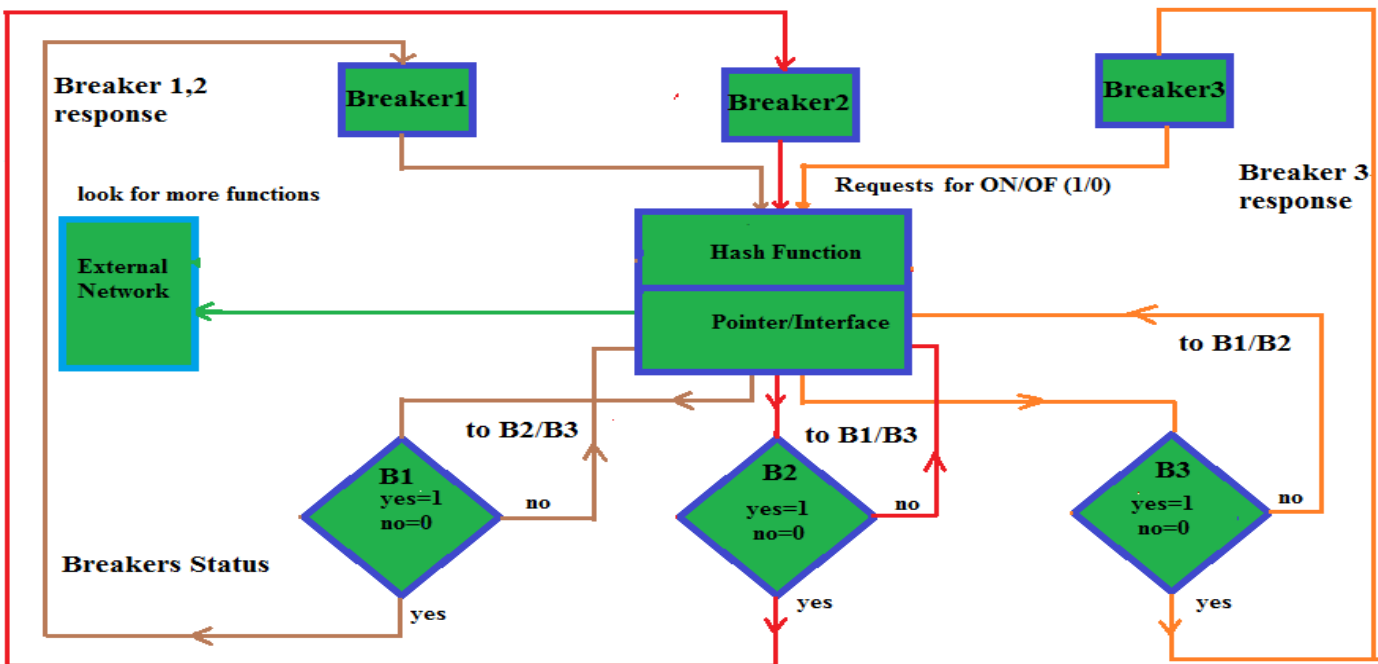 Breaker 1,2
response
Breaker1
Breaker2
Breaker3
Breaker 3
response
Requests for ON/OF (1/0)
look for more functions
External
Network
Hash Function
Pointer/Interface
to B1/B2
to B2/B3
to B1/B3
B1
yes=1
no=0
no
B2
yes=1
no=0
no
B3
yes=1
no=0
no
Breakers Status
yes
yes
yes